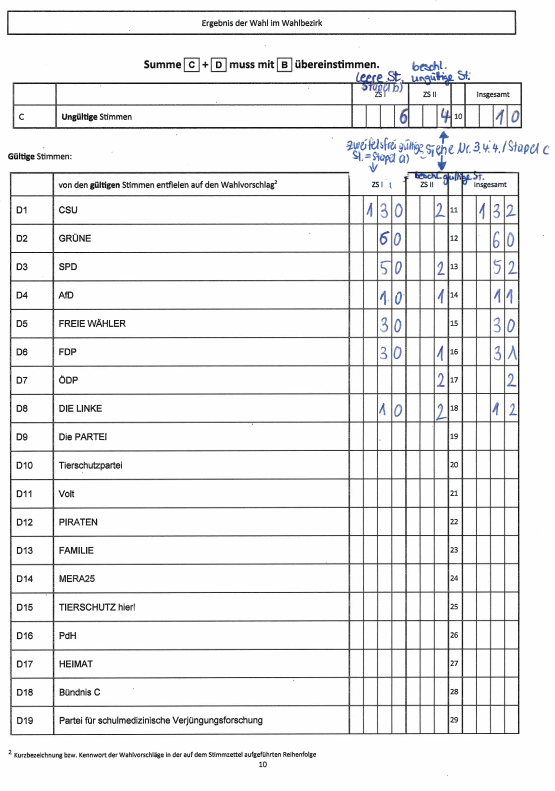 Ergebnis der Wahl im Wahlbezirk
Summe C + D muss mit B übereinstimmen.
leere St. beschl. ungültige St.
Stapel b)
ZS I ZS II Insgesamt
C Ungültige Stimmen 6 4 10 10
zweifelsfrei gültige St. = Stapel a) Siehe Nr. 3.4.4. / Stapel c
Gültige Stimmen:
beschl. gültige St.
von den gültigen Stimmen entfielen auf den Wahlvorschlag² ZS I ZS II Insgesamt
D1 CSU 130 2 11 132
D2 GRÜNE 60 12 60
D3 SPD 50 2 13 52
D4 AfD 10 1 14 11
D5 FREIE WÄHLER 30 15 30
D6 FDP 30 1 16 31
D7 ÖDP 2 17 2
D8 DIE LINKE 10 2 18 12
D9 Die PARTEI 19
D10 Tierschutzpartei 20
D11 Volt 21
D12 PIRATEN 22
D13 FAMILIE 23
D14 MERA25 24
D15 TIERSCHUTZ hier! 25
D16 PdH 26
D17 HEIMAT 27
D18 Bündnis C 28
D19 Partei für schulmedizinische Verjüngungsforschung 29
² Kurzbezeichnung bzw. Kennwort der Wahlvorschläge in der auf dem Stimmzettel aufgeführten Reihenfolge
10